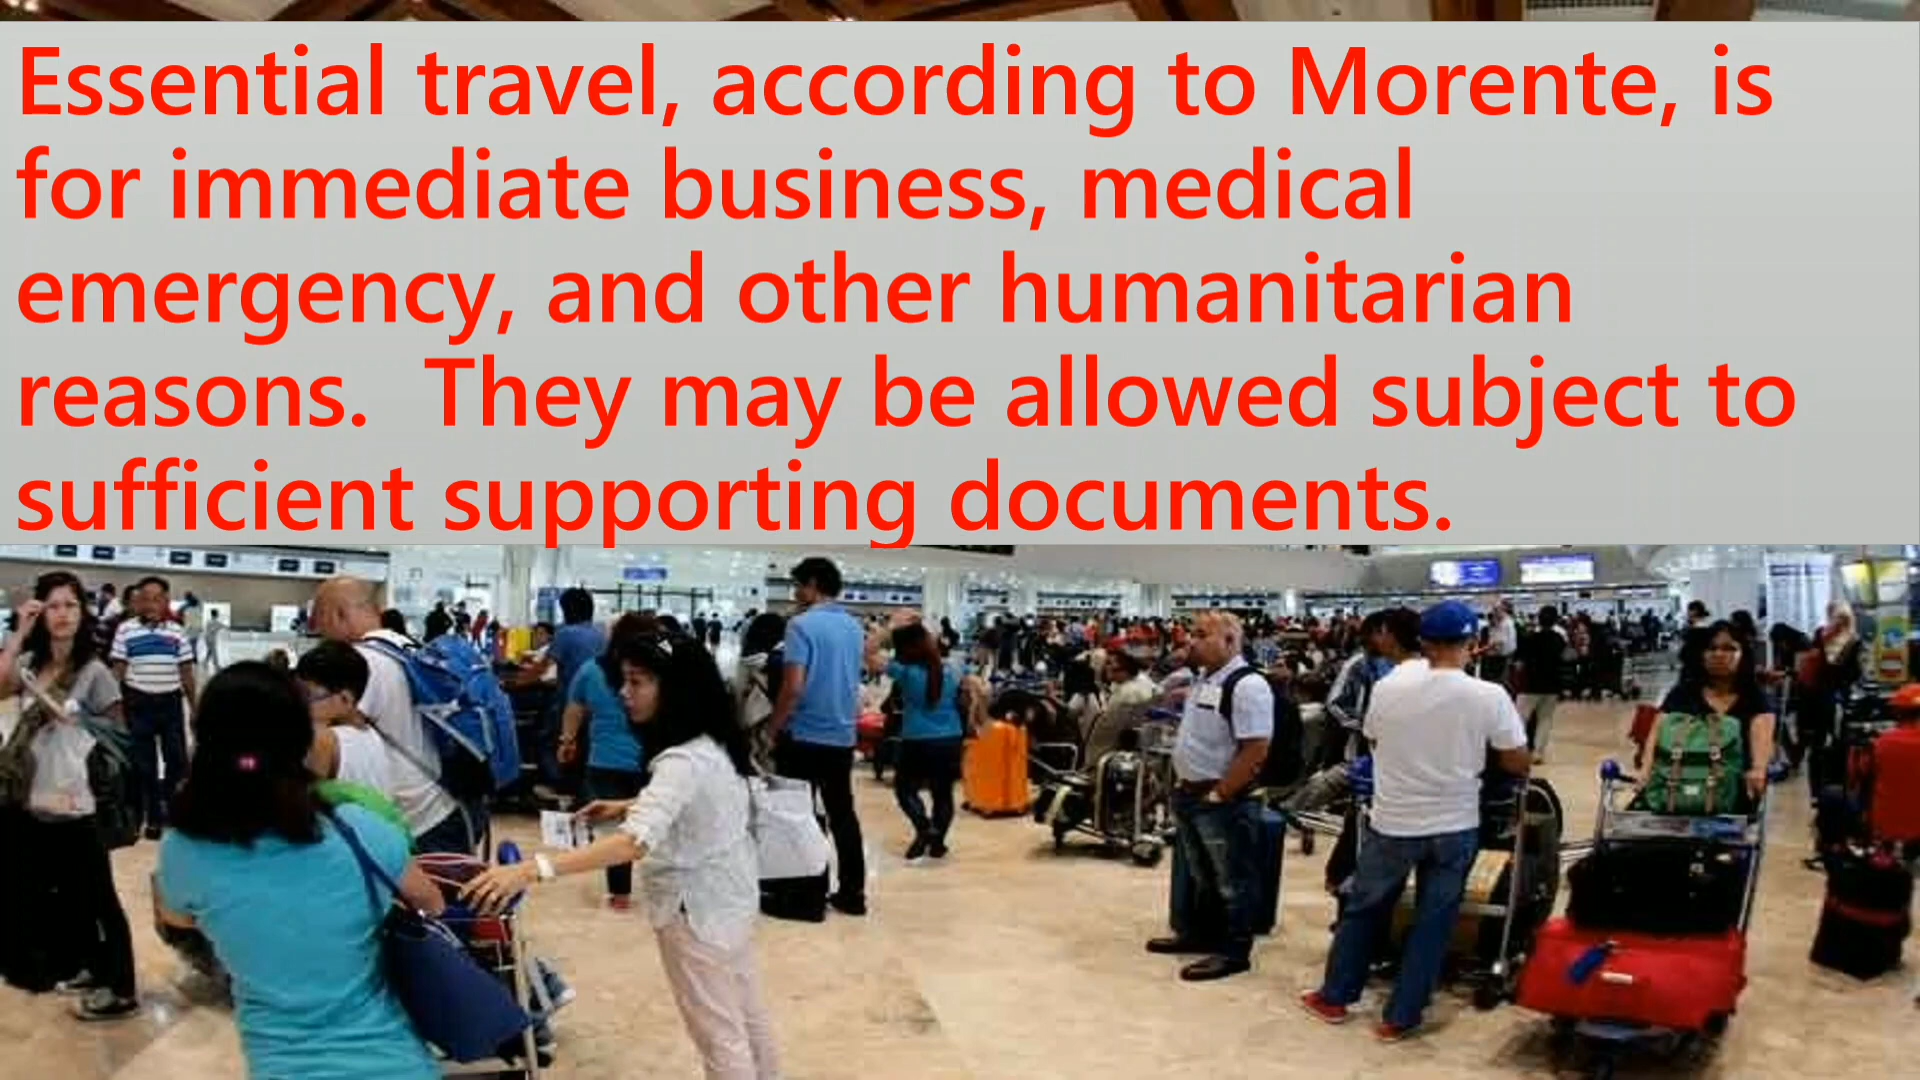 Essential travel, according to Morente, is
for immediate business, medical
emergency, and other humanitarian
reasons.  They may be allowed subject to
sufficient supporting documents.